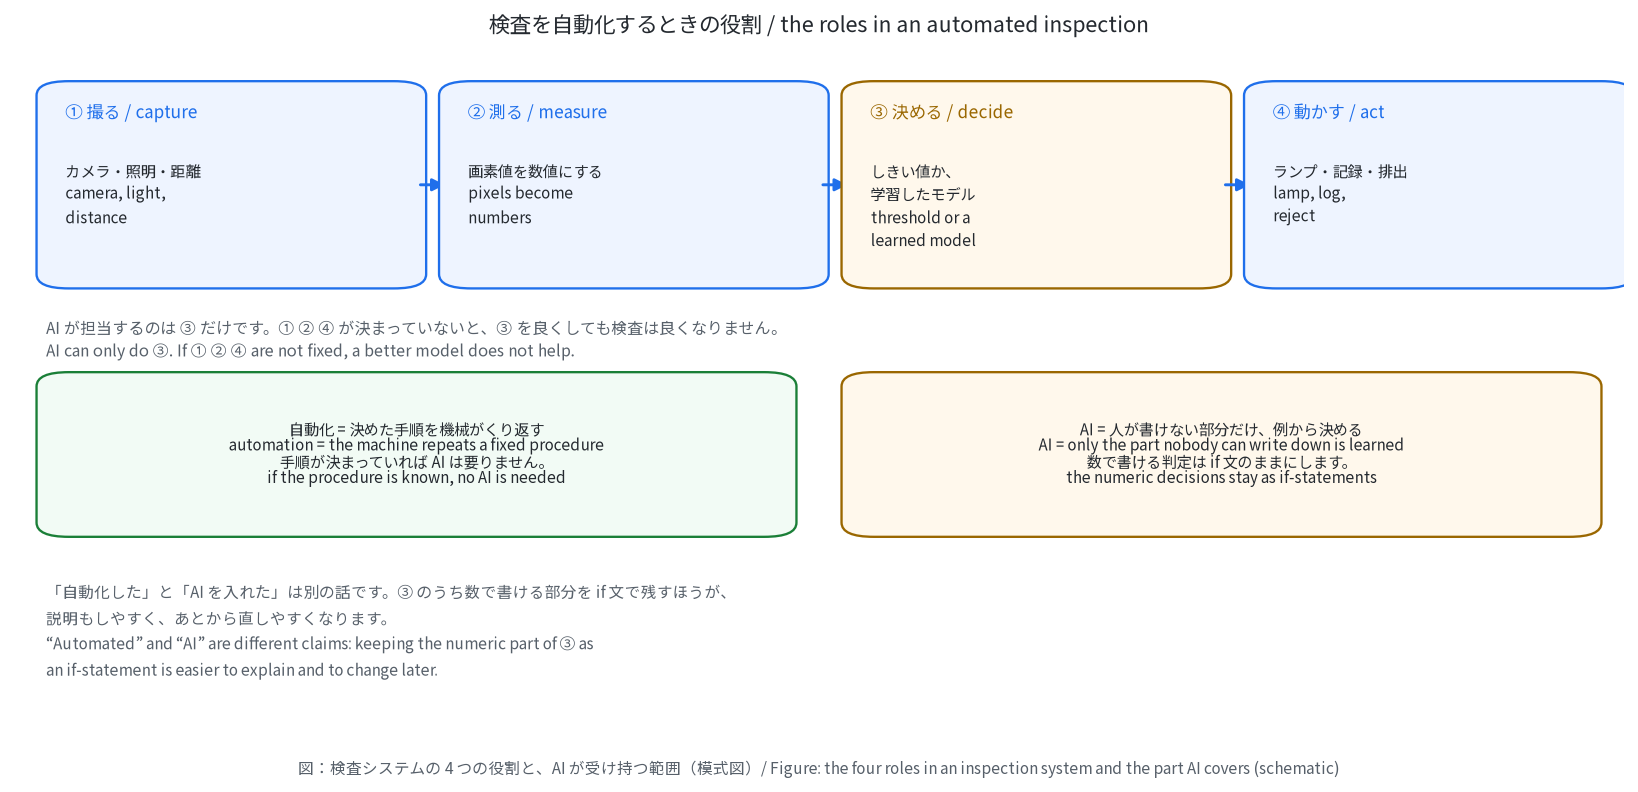 検査を自動化するときの役割 / the roles in an automated inspection
① 撮る / capture
カメラ・照明・距離
camera, light,
distance
② 測る / measure
画素値を数値にする
pixels become
numbers
③ 決める / decide
しきい値か、
学習したモデル
threshold or a
learned model
④ 動かす / act
ランプ・記録・排出
lamp, log,
reject
AI が担当するのは ③ だけです。① ② ④ が決まっていないと、③ を良くしても検査は良くなりません。
AI can only do ③. If ① ② ④ are not fixed, a better model does not help.
自動化 = 決めた手順を機械がくり返す
automation = the machine repeats a fixed procedure
手順が決まっていれば AI は要りません。
if the procedure is known, no AI is needed
AI = 人が書けない部分だけ、例から決める
AI = only the part nobody can write down is learned
数で書ける判定は if 文のままにします。
the numeric decisions stay as if-statements
「自動化した」と「AI を入れた」は別の話です。③ のうち数で書ける部分を if 文で残すほうが、
説明もしやすく、あとから直しやすくなります。
“Automated” and “AI” are different claims: keeping the numeric part of ③ as
an if-statement is easier to explain and to change later.
図：検査システムの 4 つの役割と、AI が受け持つ範囲（模式図）/ Figure: the four roles in an inspection system and the part AI covers (schematic)